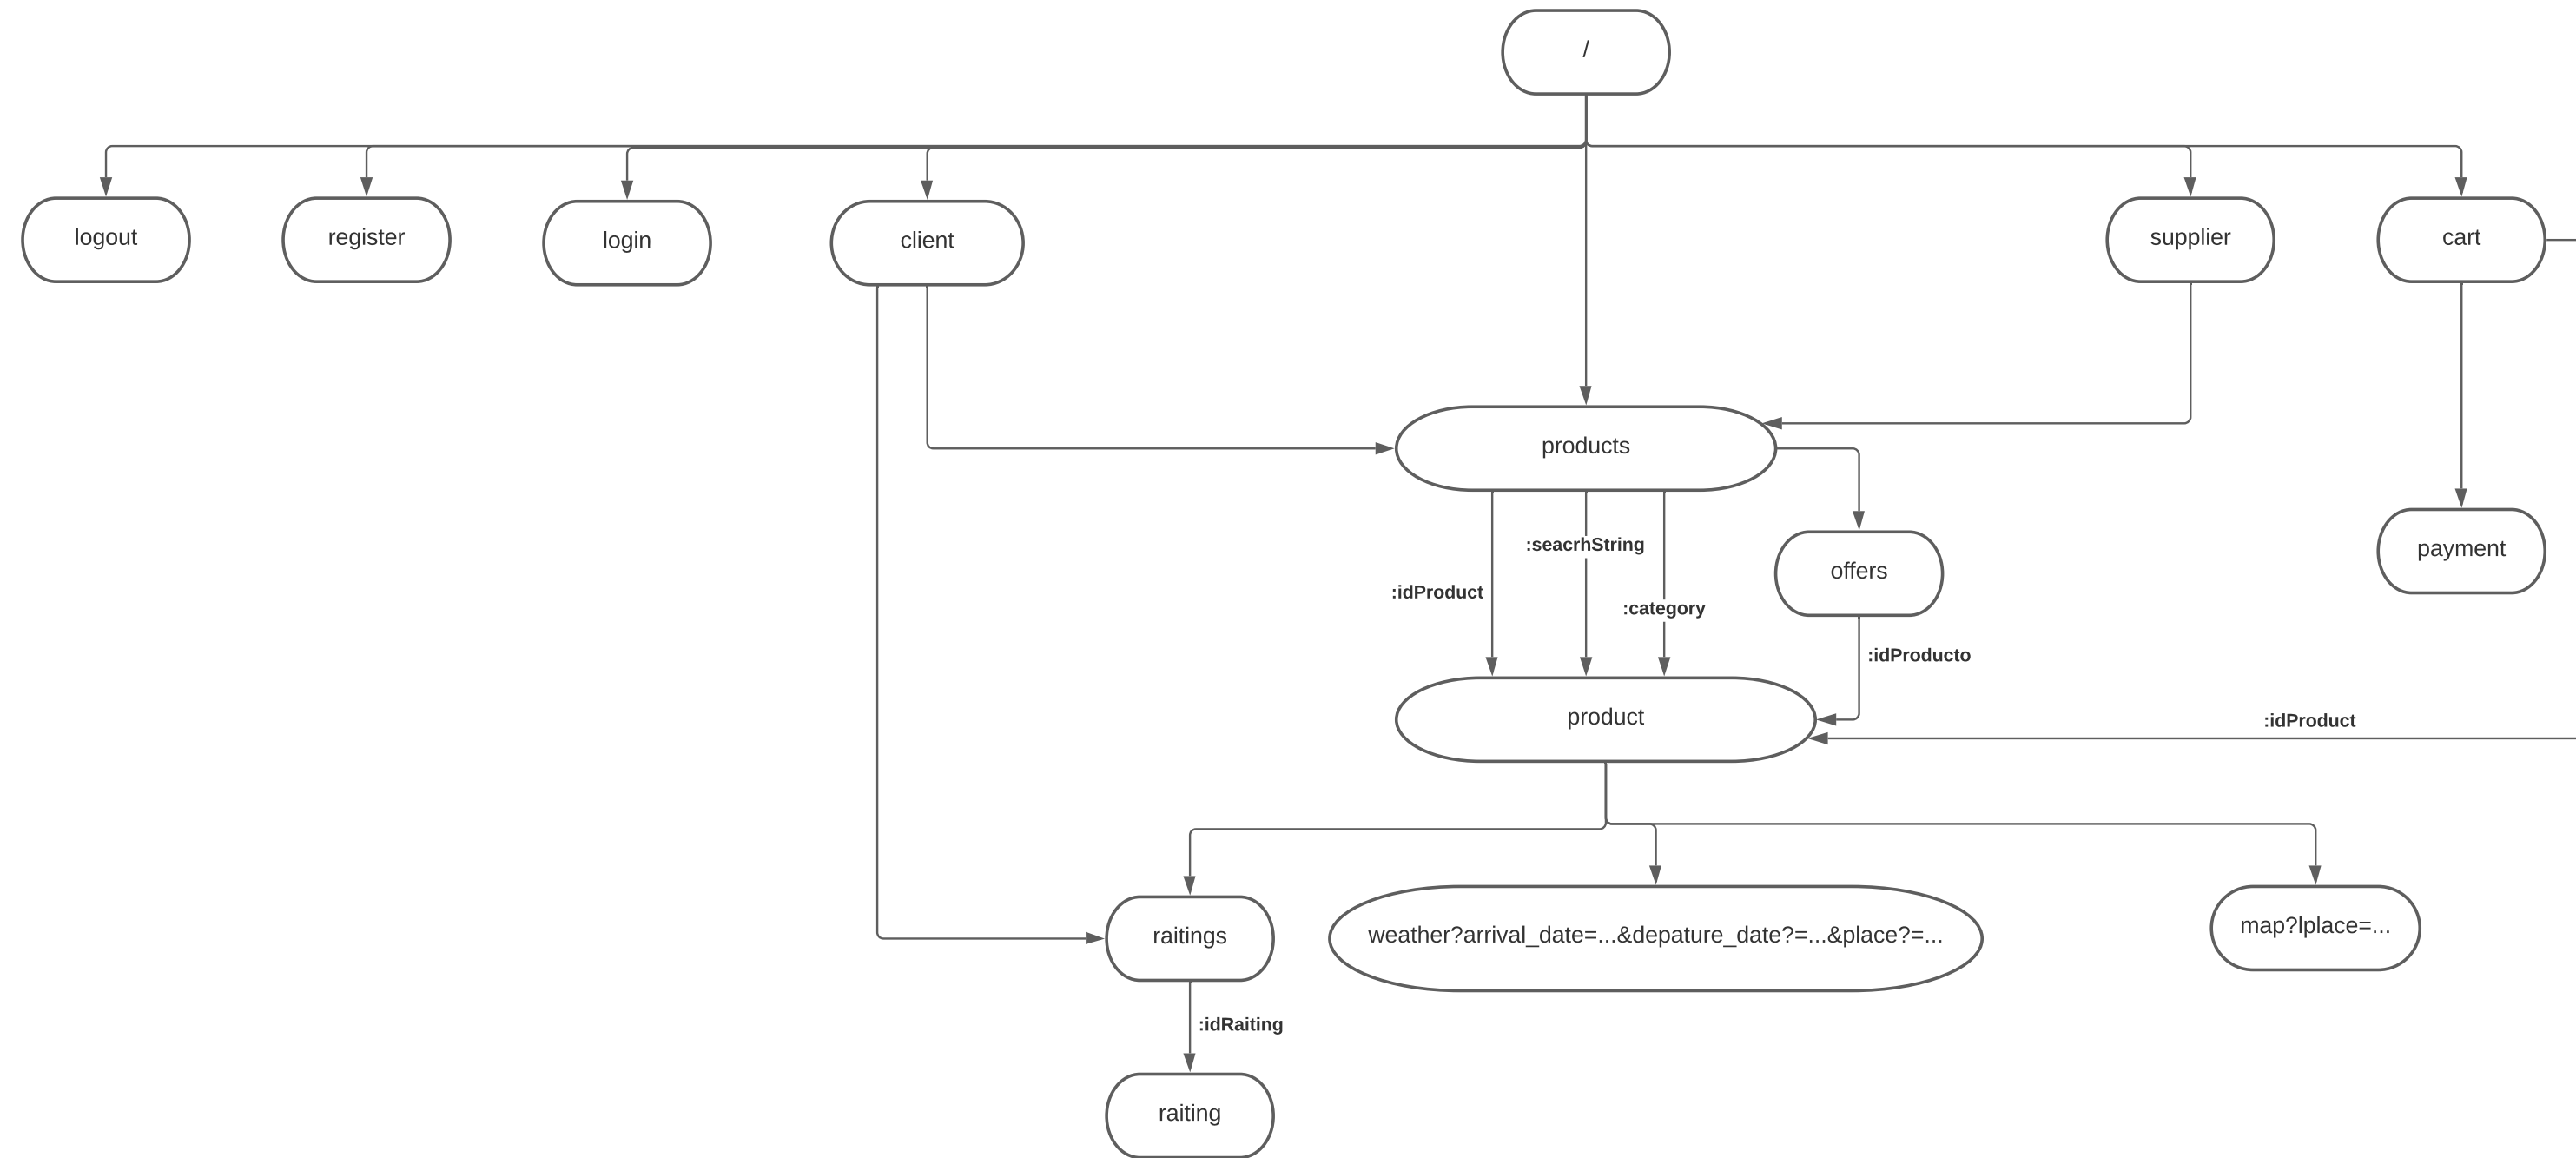 /
logout
register
login
client
supplier
cart
products
:seacrhString
:idProduct
:category
offers
payment
:idProducto
product
:idProduct
raitings
weather?arrival_date=...&depature_date?=...&place?=...
map?lplace=...
:idRaiting
raiting